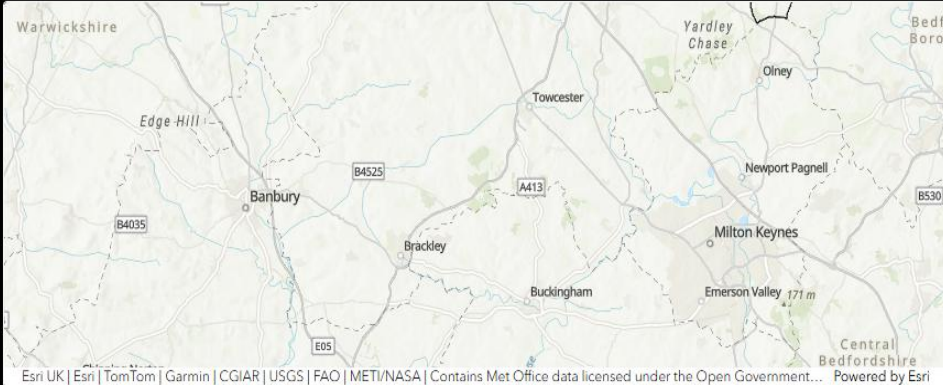 Warwickshire
Yardley
Chase
Bedf
Boro
Olney
Towcester
Edge Hill
Newport Pagnell
B4525
A413
Banbury
B530
B4035
Milton Keynes
Brackley
Buckingham
Emerson Valley
171 m
E05
Central
Bedfordshire
Esri UK | Esri | TomTom | Garmin | CGIAR | USGS | FAO | METI/NASA | Contains Met Office data licensed under the Open Government... Powered by Esri